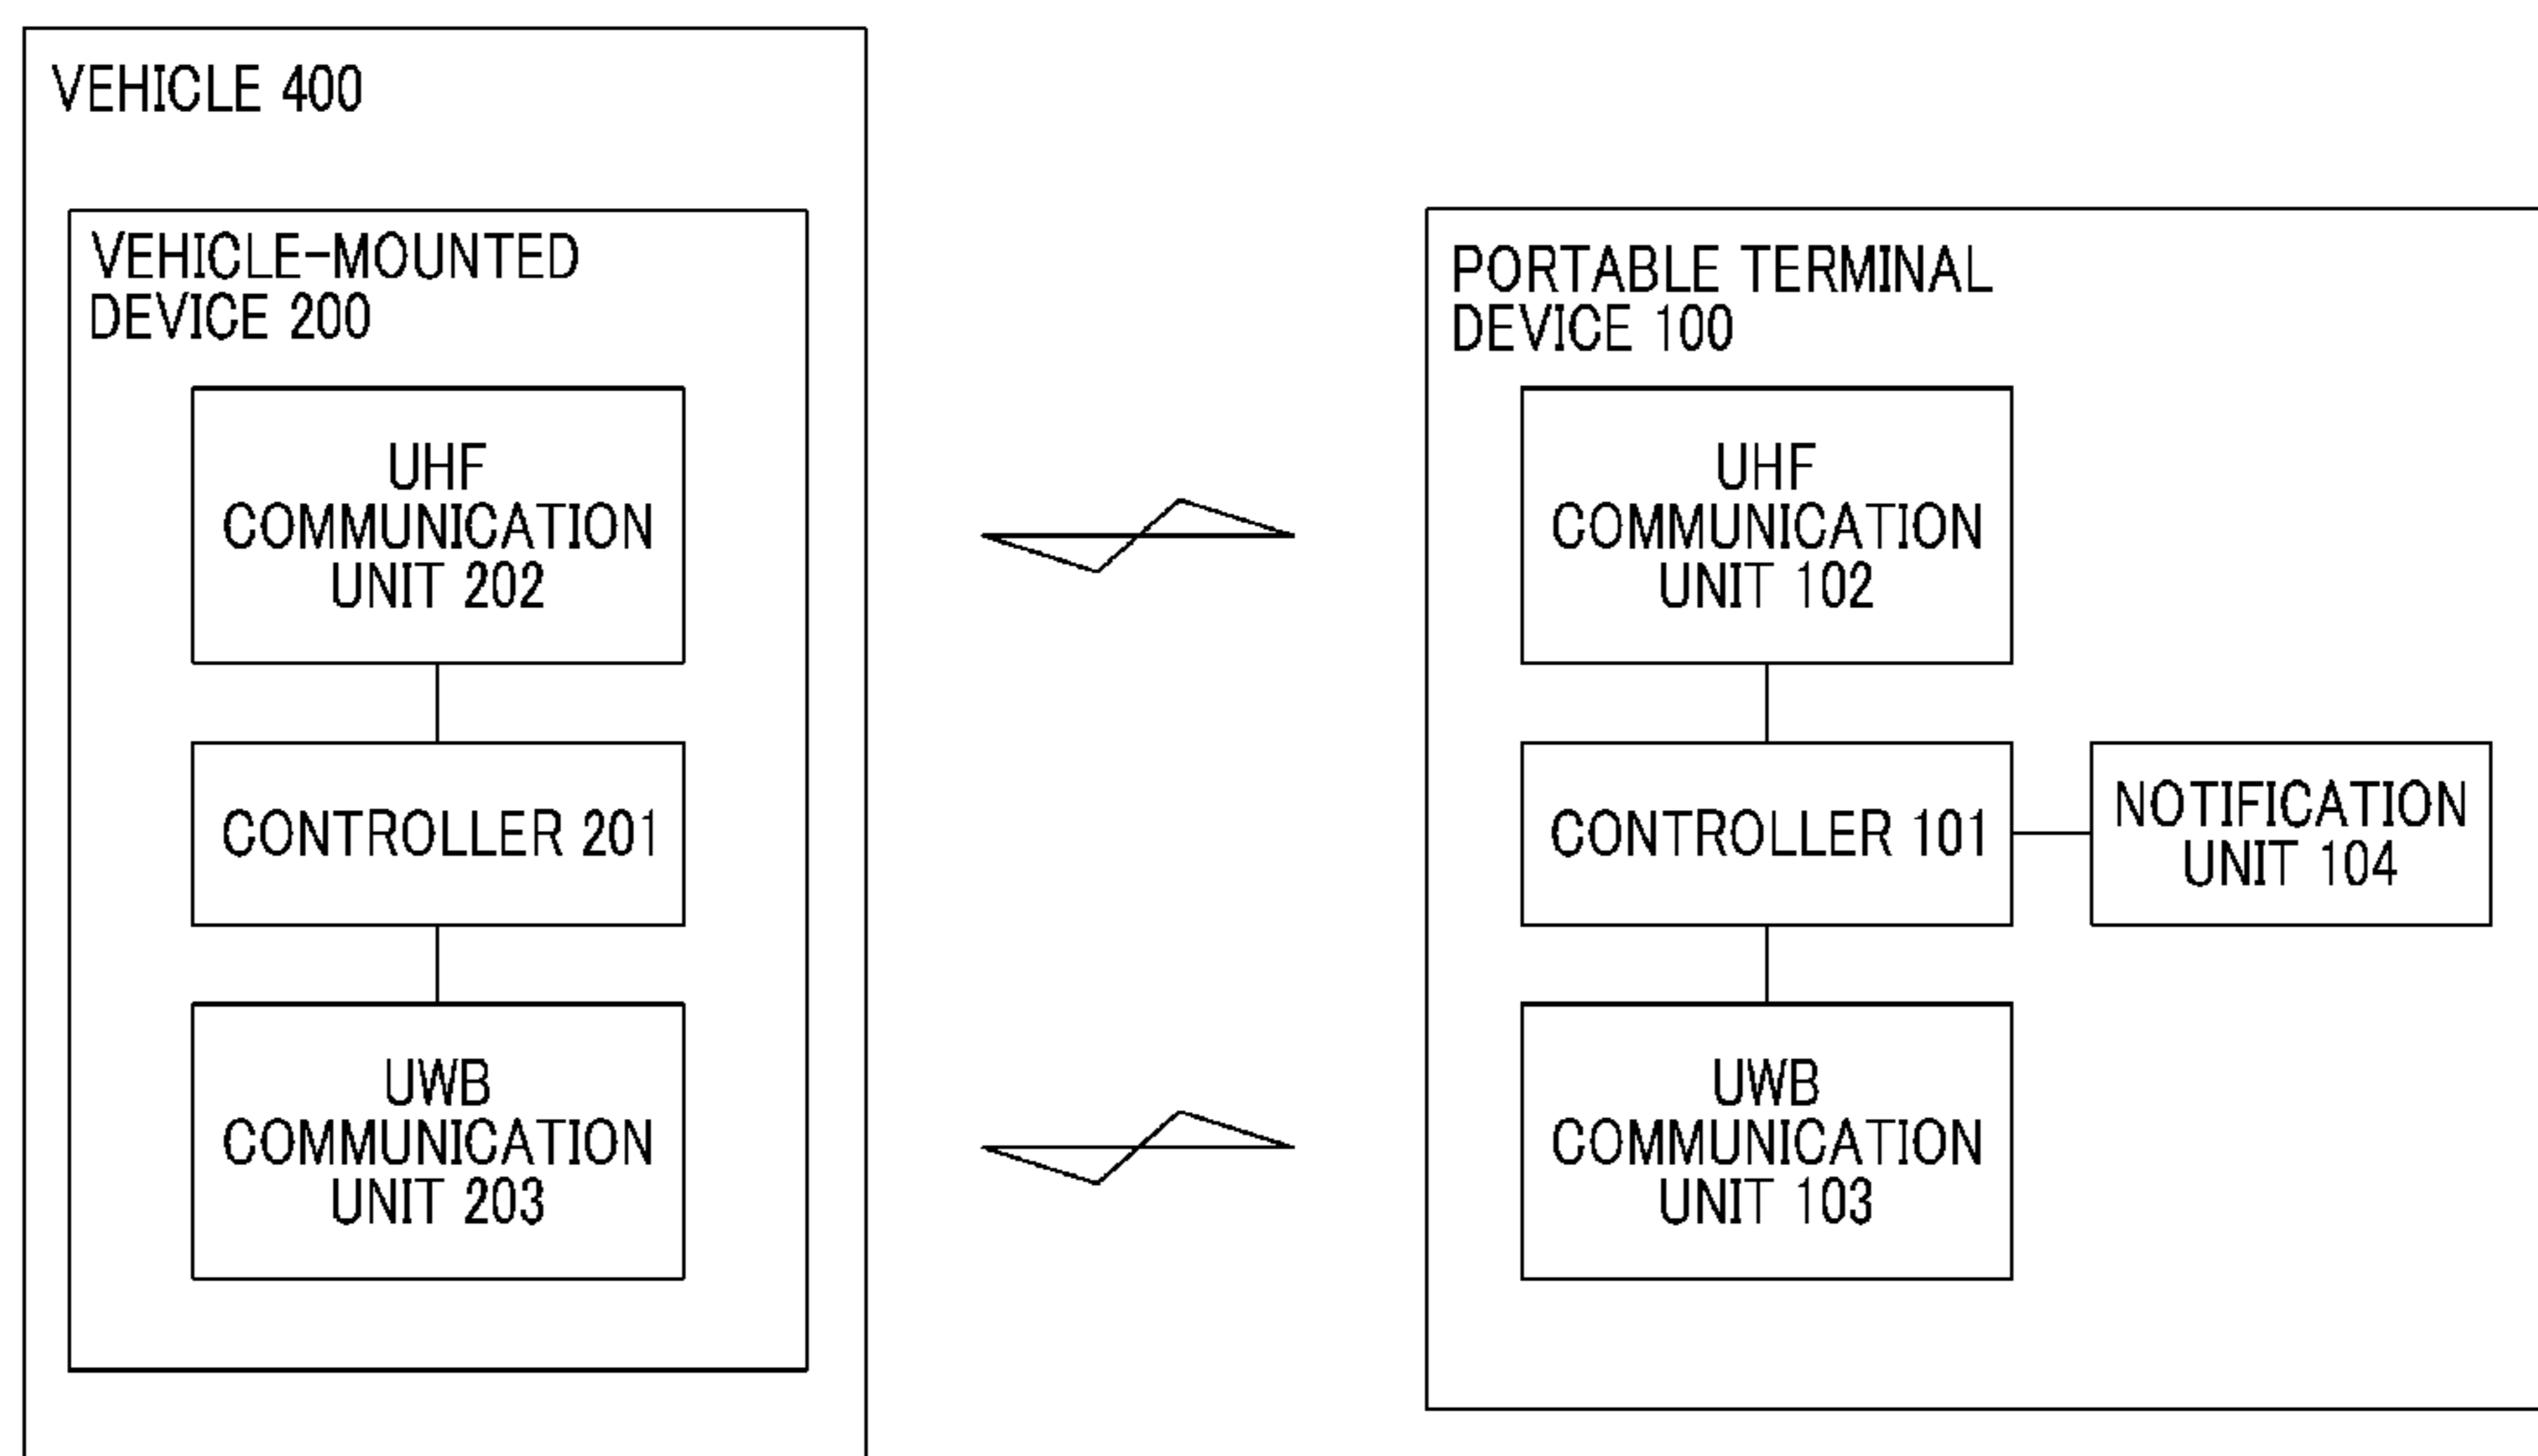 VEHICLE 400
VEHICLE-MOUNTED
DEVICE 200
UHF
COMMUNICATION
UNIT 202
CONTROLLER 201
UWB
COMMUNICATION
UNIT 203
PORTABLE TERMINAL
DEVICE 100
UHF
COMMUNICATION
UNIT 102
CONTROLLER 101
NOTIFICATION
UNIT 104
UWB
COMMUNICATION
UNIT 103